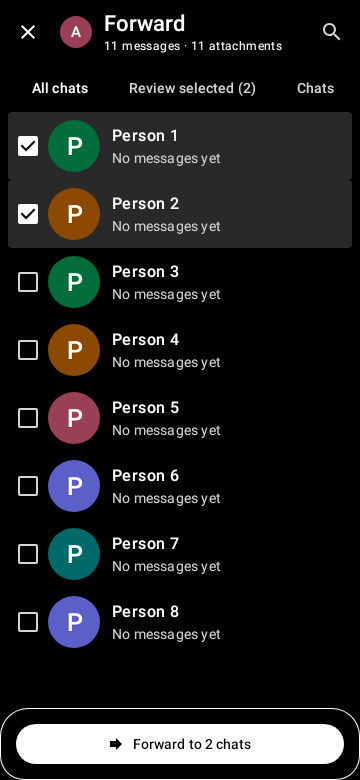 A
Forward
11 messages · 11 attachments
All chats Review selected (2) Chats
P
Person 1
No messages yet
P
Person 2
No messages yet
P
Person 3
No messages yet
P
Person 4
No messages yet
P
Person 5
No messages yet
P
Person 6
No messages yet
P
Person 7
No messages yet
P
Person 8
No messages yet
Forward to 2 chats